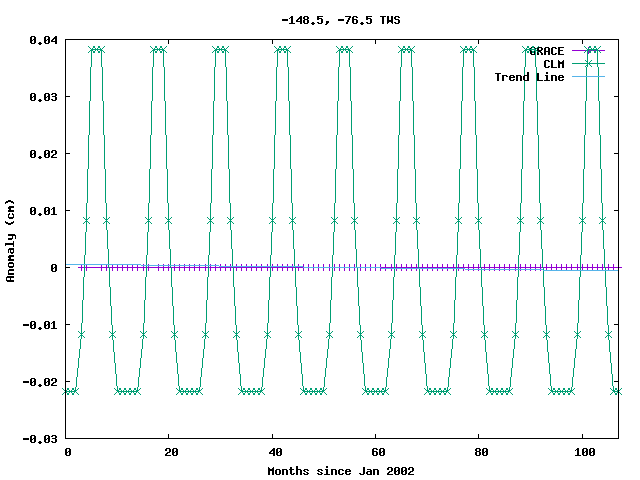 -148.5, -76.5 TWS
0.04
GRACE
CLM
Trend Line
0.03
0.02
0.01
0
-0.01
-0.02
-0.03
Anomaly (cm)
0 20 40 60 80 100
Months since Jan 2002